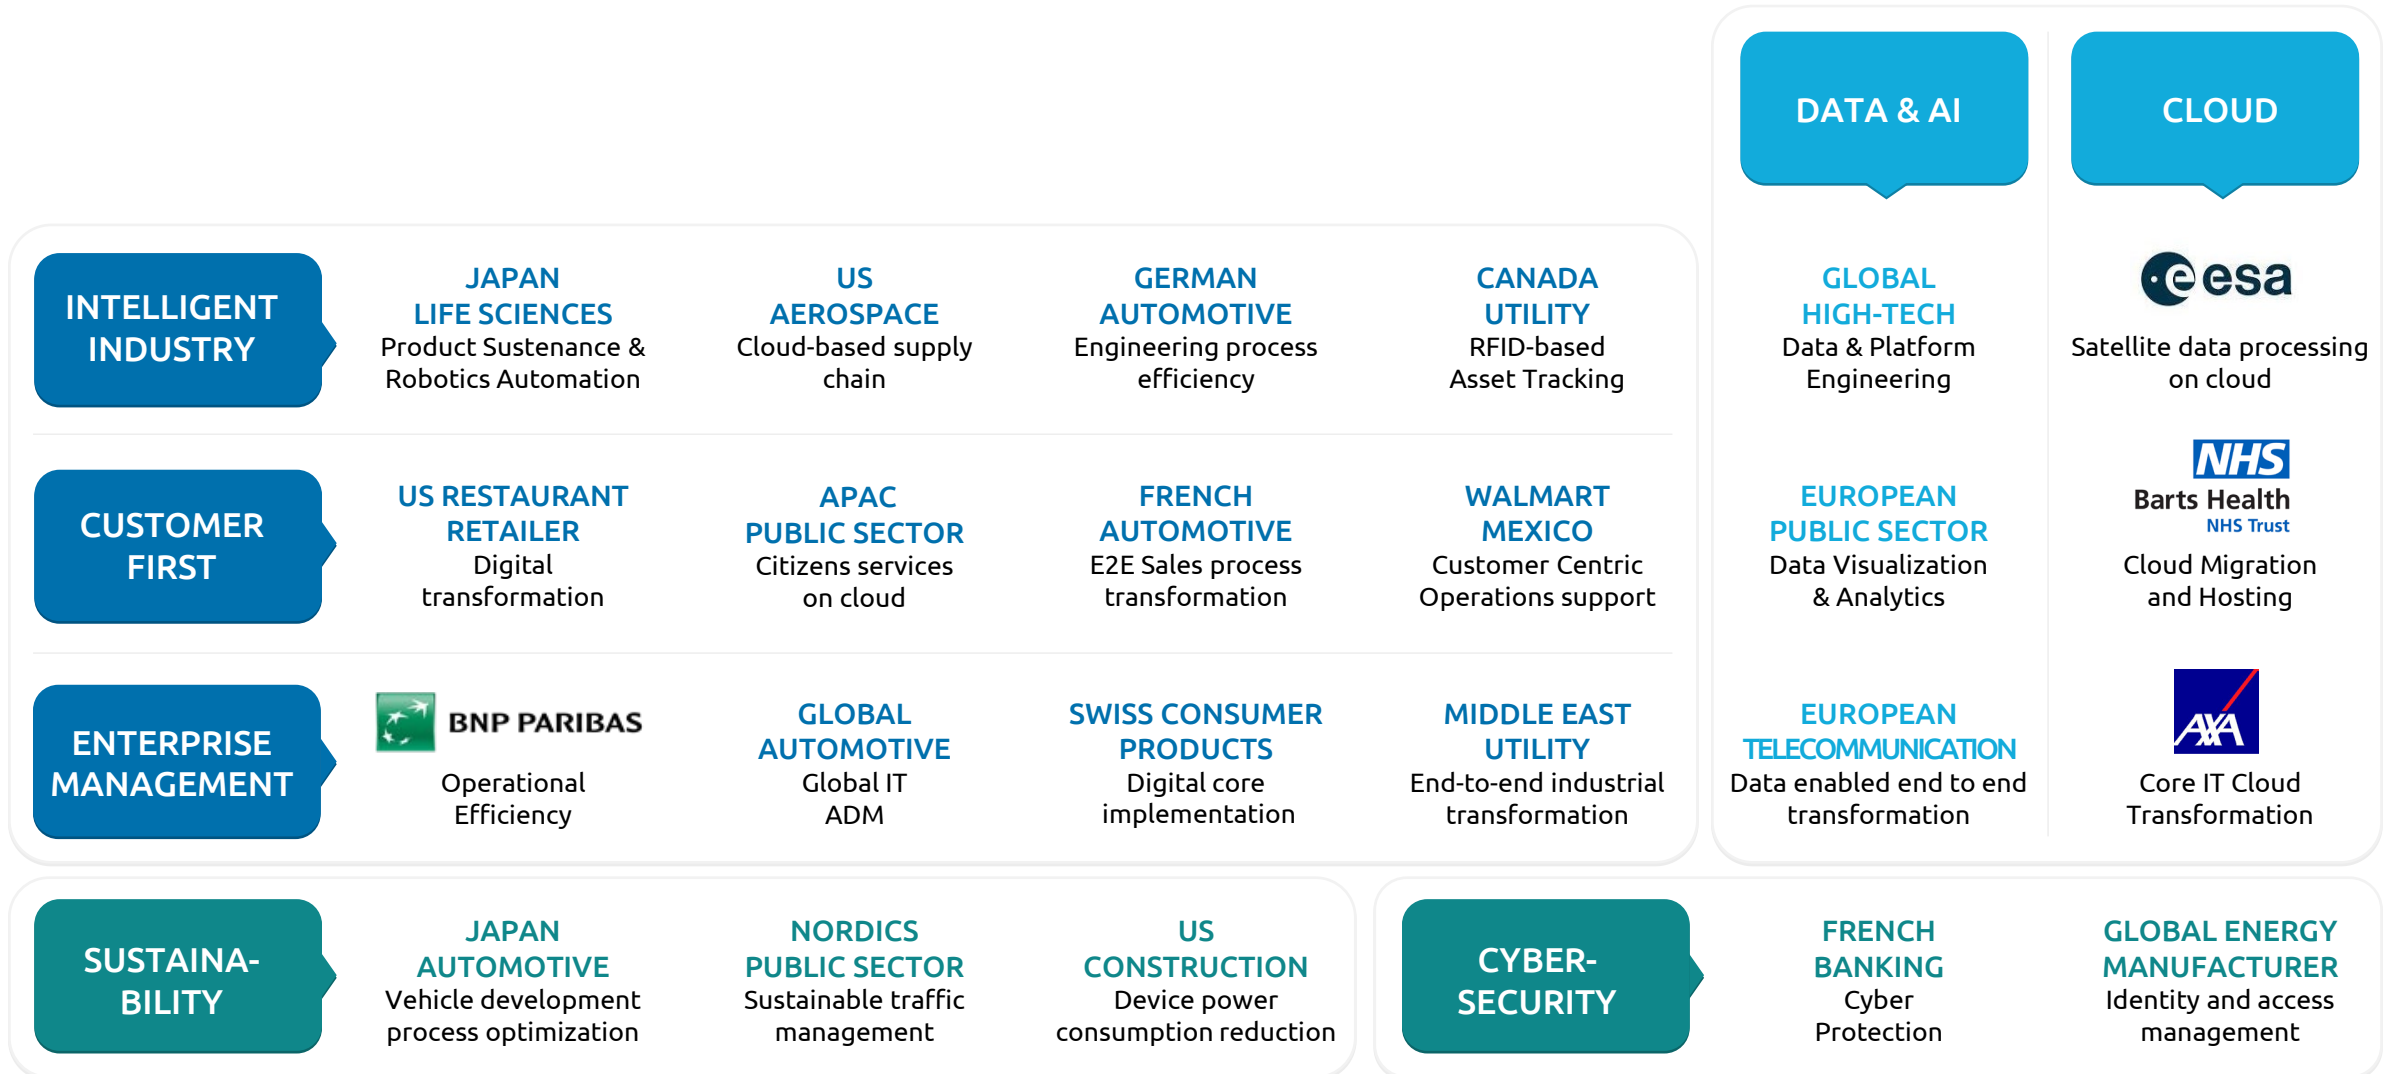 DATA & AI
CLOUD
INTELLIGENT
INDUSTRY
JAPAN
LIFE SCIENCES
Product Sustenance &
Robotics Automation
US
AEROSPACE
Cloud-based supply
chain
GERMAN
AUTOMOTIVE
Engineering process
efficiency
CANADA
UTILITY
RFID-based
Asset Tracking
GLOBAL
HIGH-TECH
Data & Platform
Engineering
esa
Satellite data processing
on cloud
CUSTOMER
FIRST
US RESTAURANT
RETAILER
Digital
transformation
APAC
PUBLIC SECTOR
Citizens services
on cloud
FRENCH
AUTOMOTIVE
E2E Sales process
transformation
WALMART
MEXICO
Customer Centric
Operations support
EUROPEAN
PUBLIC SECTOR
Data Visualization
& Analytics
NHS
Barts Health
NHS Trust
Cloud Migration
and Hosting
ENTERPRISE
MANAGEMENT
BNP PARIBAS
Operational
Efficiency
GLOBAL
AUTOMOTIVE
Global IT
ADM
SWISS CONSUMER
PRODUCTS
Digital core
implementation
MIDDLE EAST
UTILITY
End-to-end industrial
transformation
EUROPEAN
TELECOMMUNICATION
Data enabled end to end
transformation
AXA
Core IT Cloud
Transformation
SUSTAINA-
BILITY
JAPAN
AUTOMOTIVE
Vehicle development
process optimization
NORDICS
PUBLIC SECTOR
Sustainable traffic
management
US
CONSTRUCTION
Device power
consumption reduction
CYBER-
SECURITY
FRENCH
BANKING
Cyber
Protection
GLOBAL ENERGY
MANUFACTURER
Identity and access
management